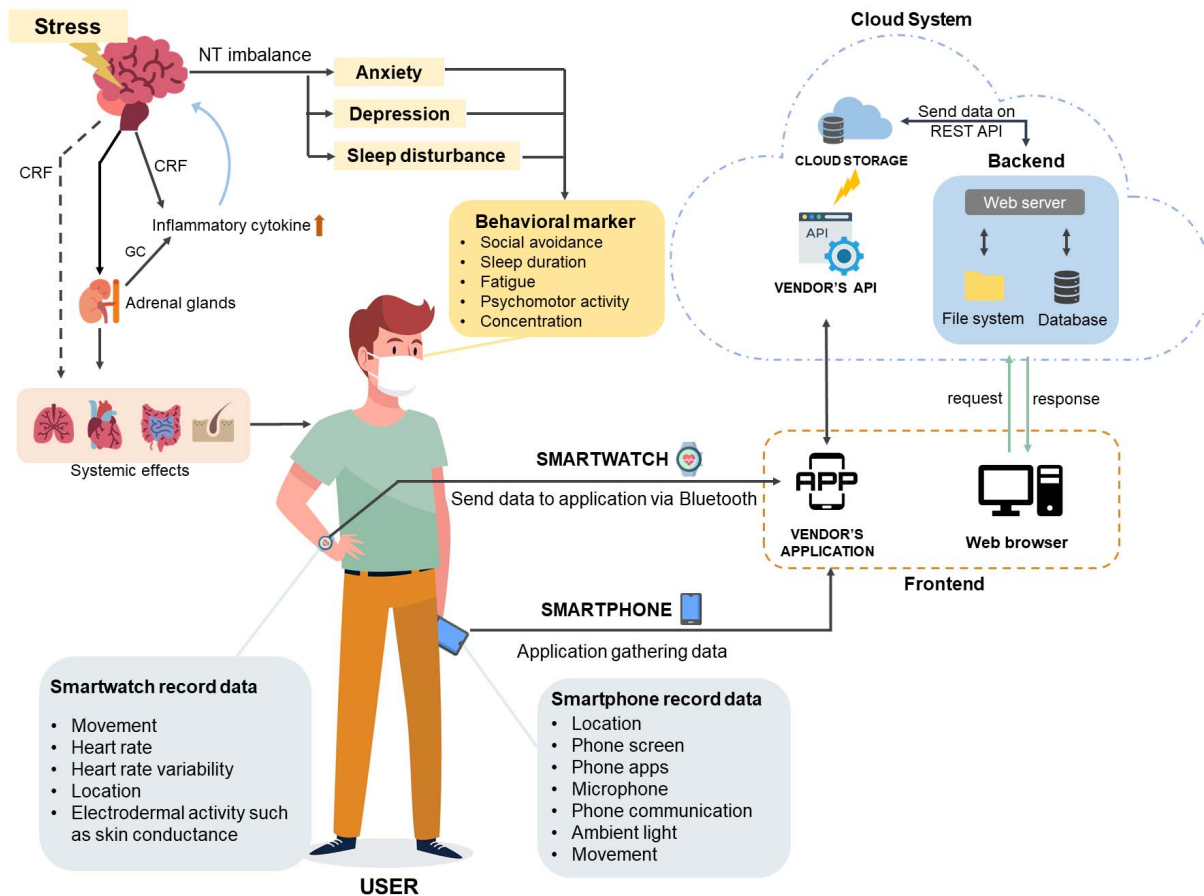 Stress
NT imbalance
Anxiety
Depression
Sleep disturbance
CRF
CRF
Inflammatory cytokine
GC
Adrenal glands
Systemic effects
Behavioral marker
• Social avoidance
• Sleep duration
• Fatigue
• Psychomotor activity
• Concentration
Cloud System
Send data on
REST API
CLOUD STORAGE
Backend
Web server
API
VENDOR'S API
File system
Database
request
response
SMARTWATCH
Send data to application via Bluetooth
APP
VENDOR'S
APPLICATION
Web browser
Frontend
SMARTPHONE
Application gathering data
Smartwatch record data
• Movement
• Heart rate
• Heart rate variability
• Location
• Electrodermal activity such
as skin conductance
Smartphone record data
• Location
• Phone screen
• Phone apps
• Microphone
• Phone communication
• Ambient light
• Movement
USER